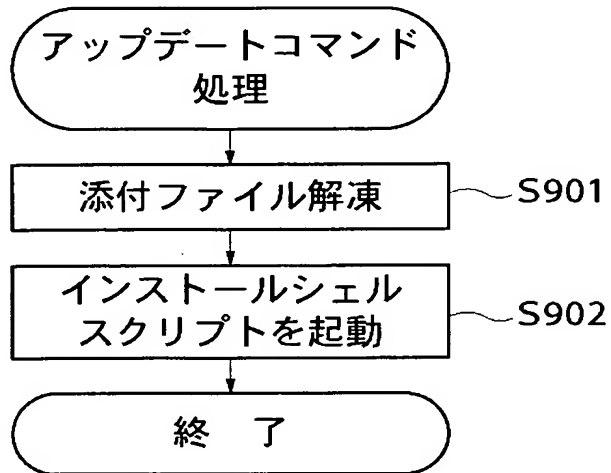 アップデートコマンド
処理
添付ファイル解凍
S901
インストールシェル
スクリプトを起動
S902
終　了